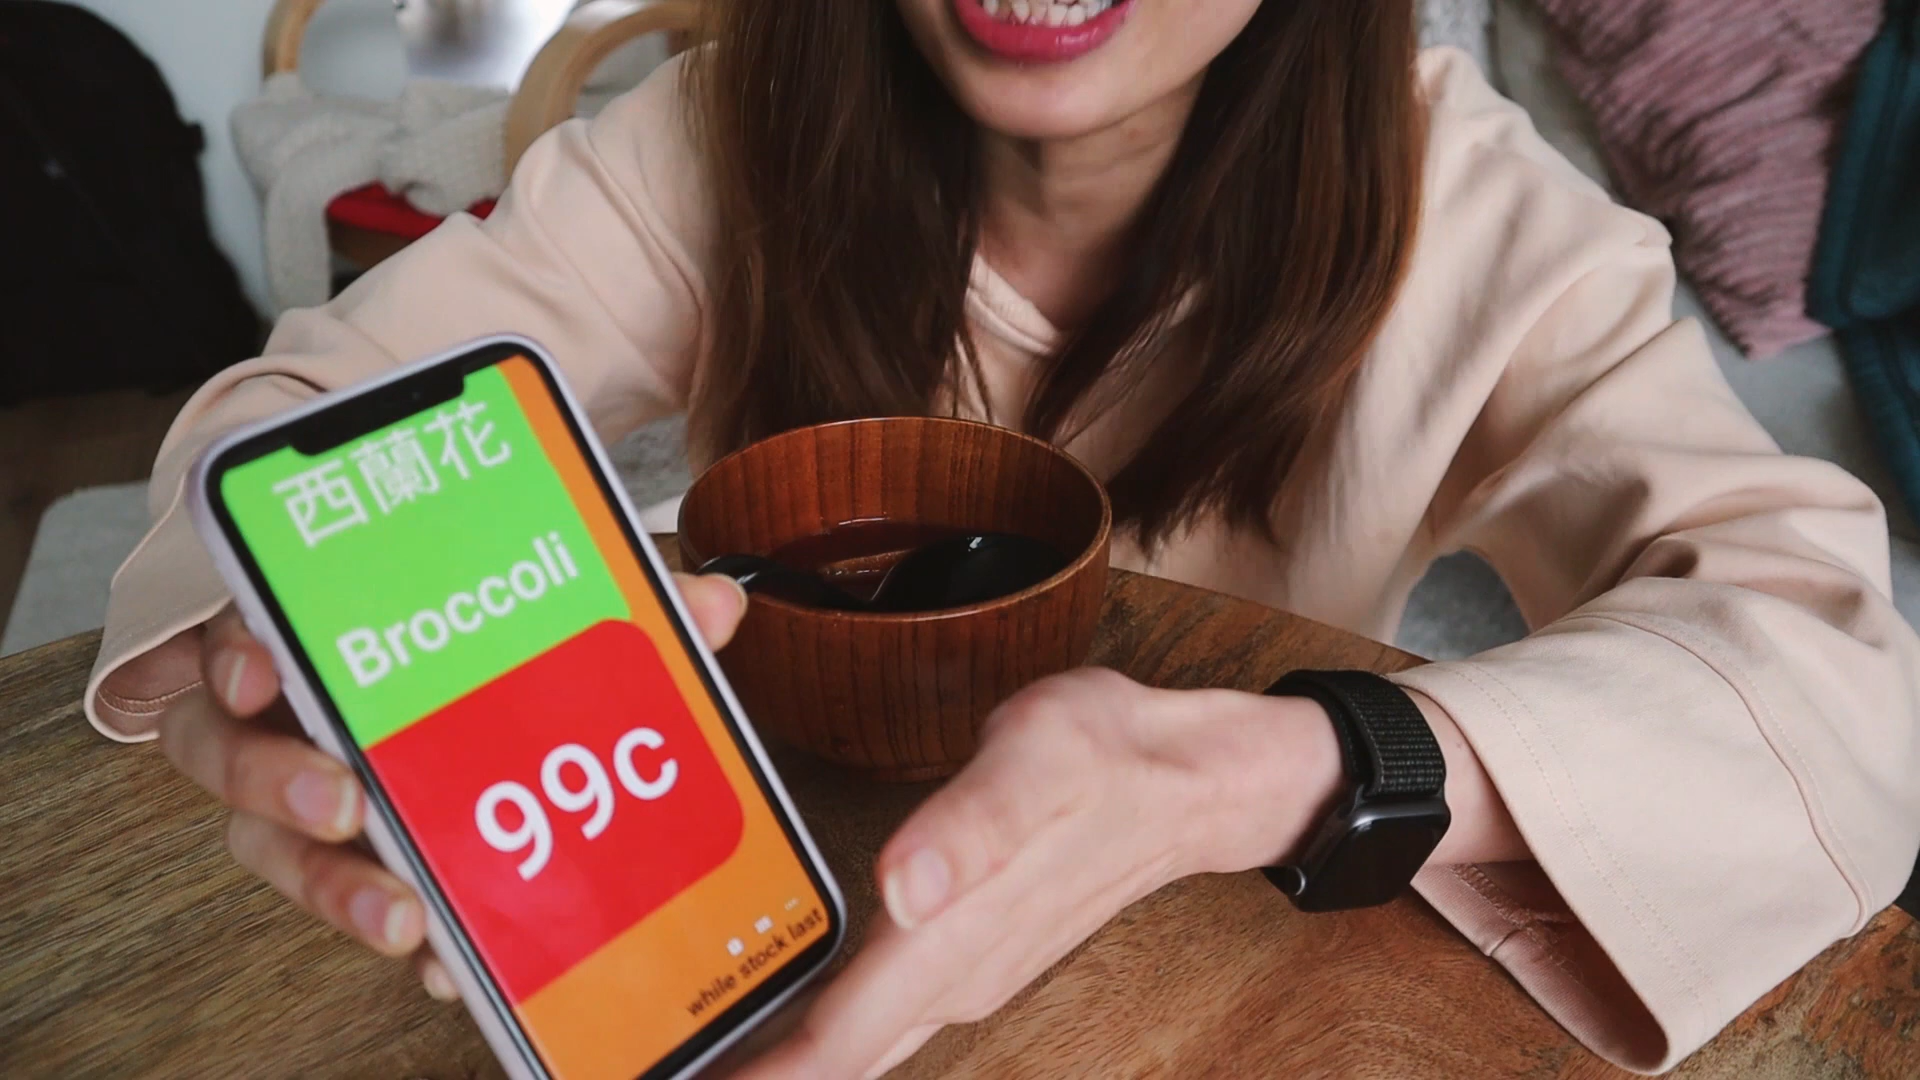 西蘭花
Broccoli
99c
while stock last